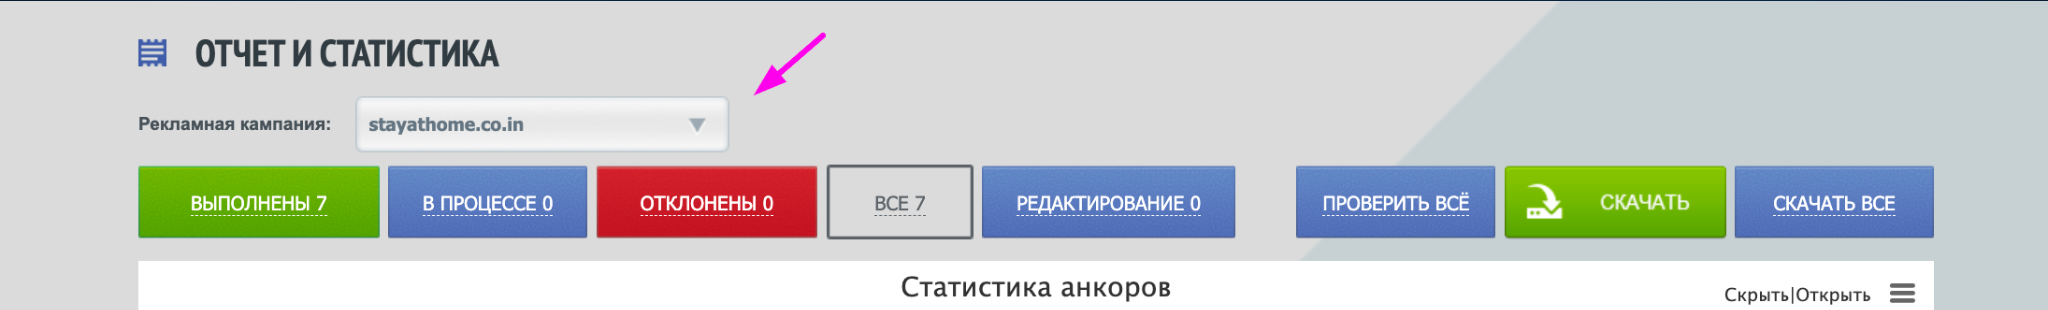 ОТЧЕТ И СТАТИСТИКА
Рекламная кампания: stayathome.co.in
ВЫПОЛНЕНЫ 7 В ПРОЦЕССЕ 0 ОТКЛОНЕНЫ 0 ВСЕ 7 РЕДАКТИРОВАНИЕ 0 ПРОВЕРИТЬ ВСЁ СКАЧАТЬ СКАЧАТЬ ВСЕ
Статистика анкоров
Скрыть|Открыть